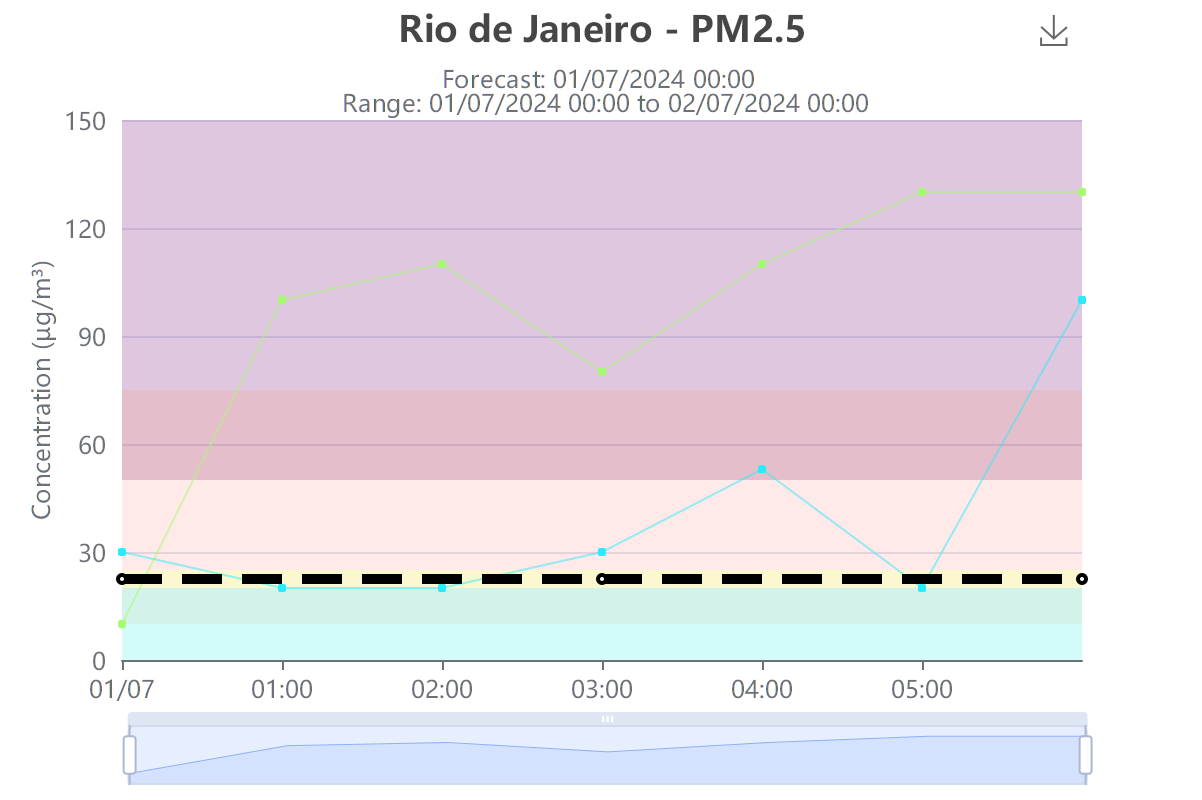 Rio de Janeiro - PM2.5
Forecast: 01/07/2024 00:00
Range: 01/07/2024 00:00 to 02/07/2024 00:00
Concentration (µg/m³)
150
120
90
60
30
0
01/07 01:00 02:00 03:00 04:00 05:00